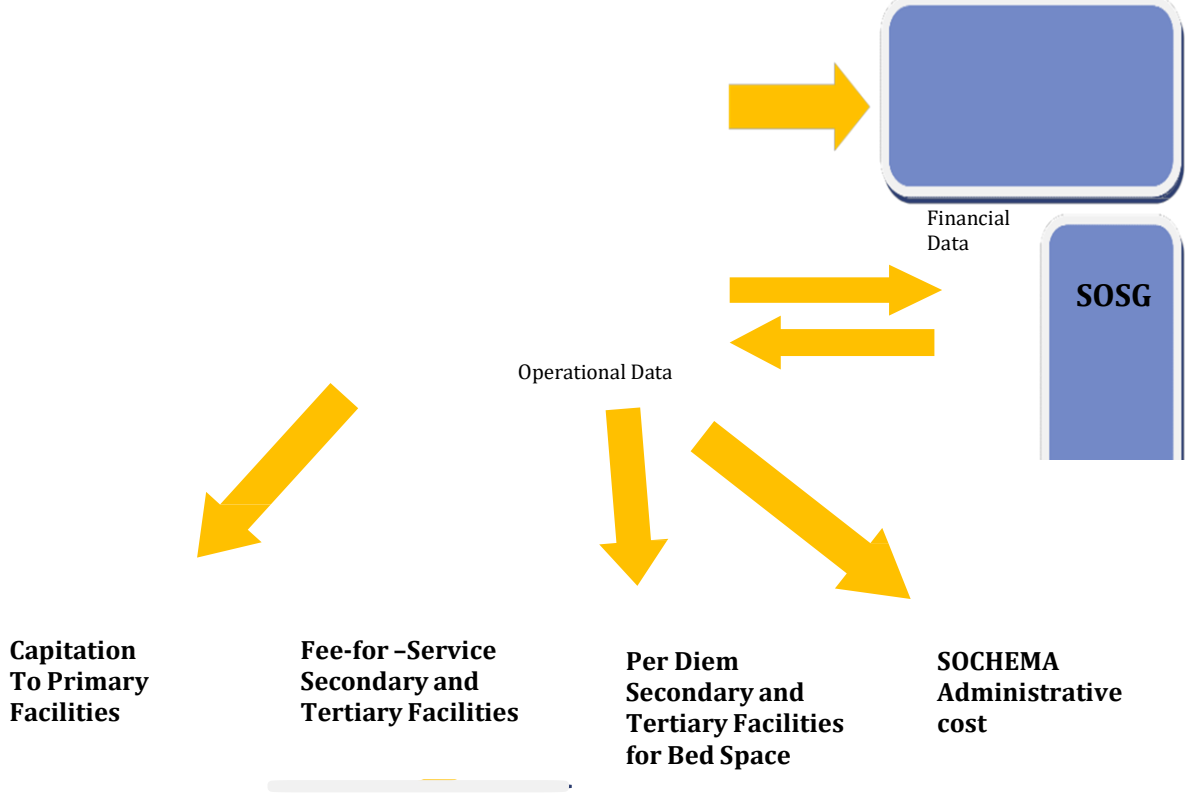 Financial
Data
SOSG
Operational Data
Capitation
To Primary
Facilities
Fee-for –Service
Secondary and
Tertiary Facilities
Per Diem
Secondary and
Tertiary Facilities
for Bed Space
SOCHEMA
Administrative
cost